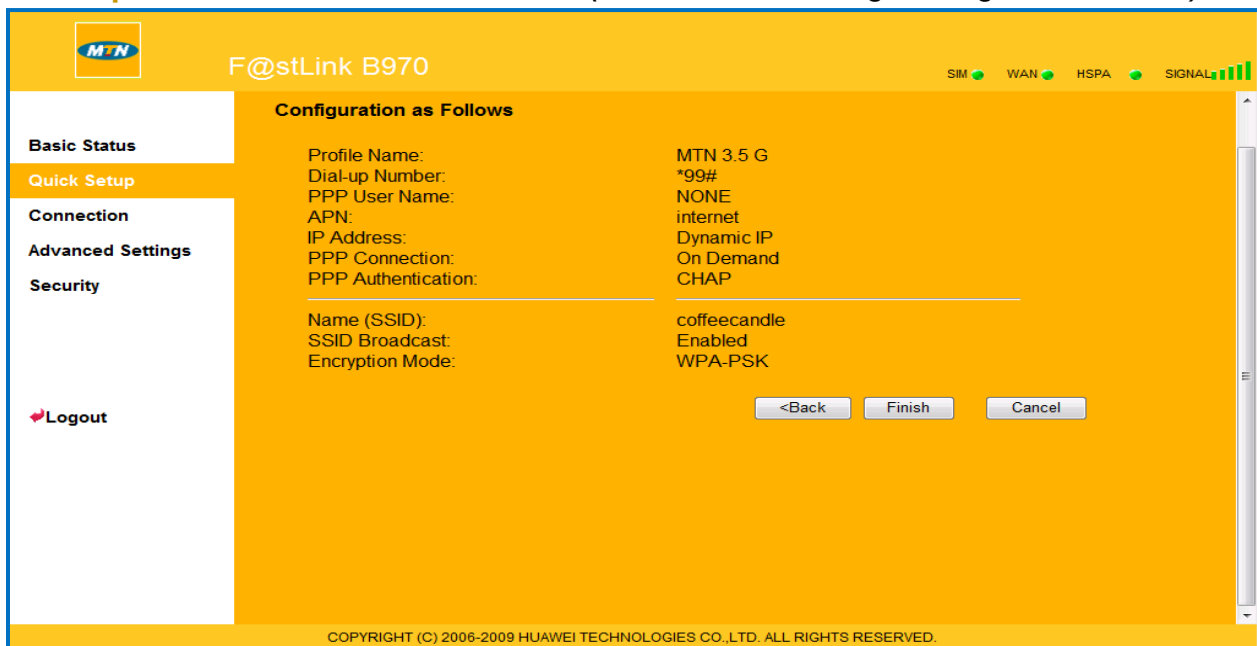 MTN
F@stLink B970
SIM WAN HSPA SIGNAL
Configuration as Follows
Basic Status
Quick Setup
Connection
Advanced Settings
Security
Logout
Profile Name: MTN 3.5 G
Dial-up Number: *99#
PPP User Name: NONE
APN: internet
IP Address: Dynamic IP
PPP Connection: On Demand
PPP Authentication: CHAP
Name (SSID): coffeecandle
SSID Broadcast: Enabled
Encryption Mode: WPA-PSK
<Back Finish Cancel
COPYRIGHT (C) 2006-2009 HUAWEI TECHNOLOGIES CO.,LTD. ALL RIGHTS RESERVED.